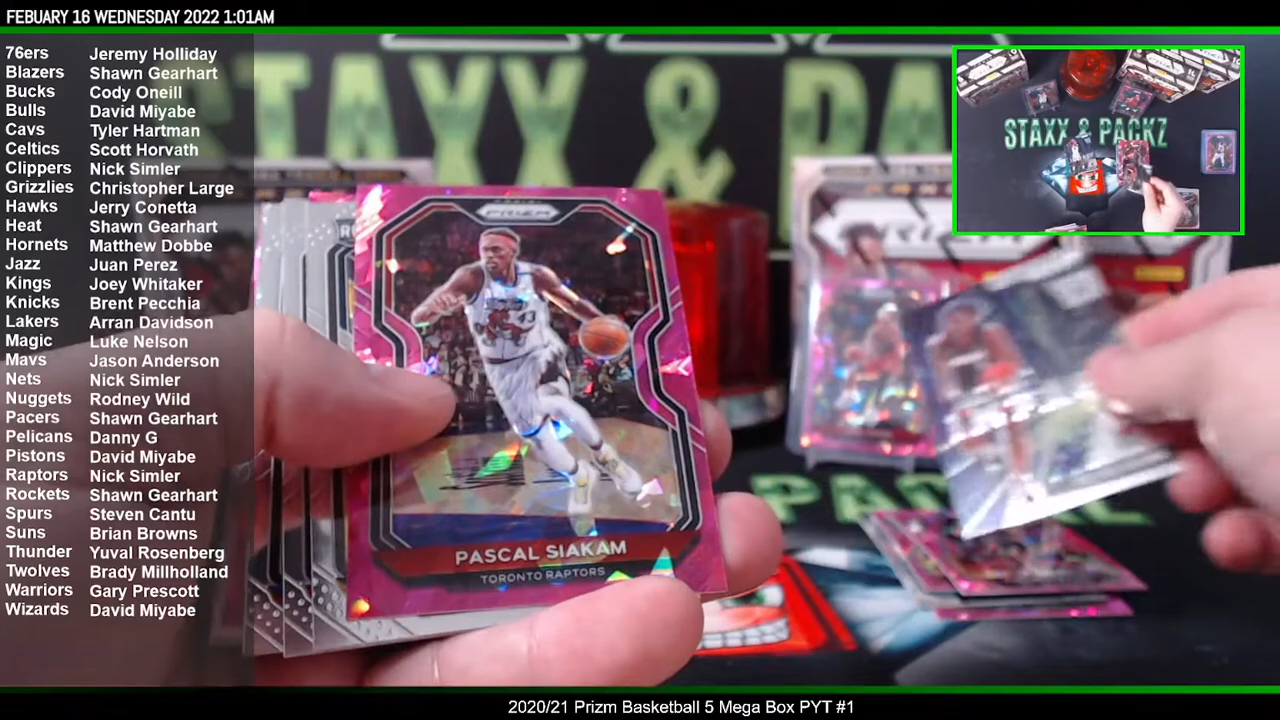 FEBUARY 16 WEDNESDAY 2022 1:01AM
76ers Jeremy Holliday
Blazers Shawn Gearhart
Bucks Cody Oneill
Bulls David Miyabe
Cavs Tyler Hartman
Celtics Scott Horvath
Clippers Nick Simler
Grizzlies Christopher Large
Hawks Jerry Conetta
Heat Shawn Gearhart
Hornets Matthew Dobbe
Jazz Juan Perez
Kings Joey Whitaker
Knicks Brent Pecchia
Lakers Arran Davidson
Magic Luke Nelson
Mavs Jason Anderson
Nets Nick Simler
Nuggets Rodney Wild
Pacers Shawn Gearhart
Pelicans Danny G
Pistons David Miyabe
Raptors Nick Simler
Rockets Shawn Gearhart
Spurs Steven Cantu
Suns Brian Browns
Thunder Yuval Rosenberg
Twolves Brady Millholland
Warriors Gary Prescott
Wizards David Miyabe
STAXX &
STAXX & PACKZ
PRIZM
43
PASCAL SIAKAM
TORONTO RAPTORS
2020/21 Prizm Basketball 5 Mega Box PYT #1